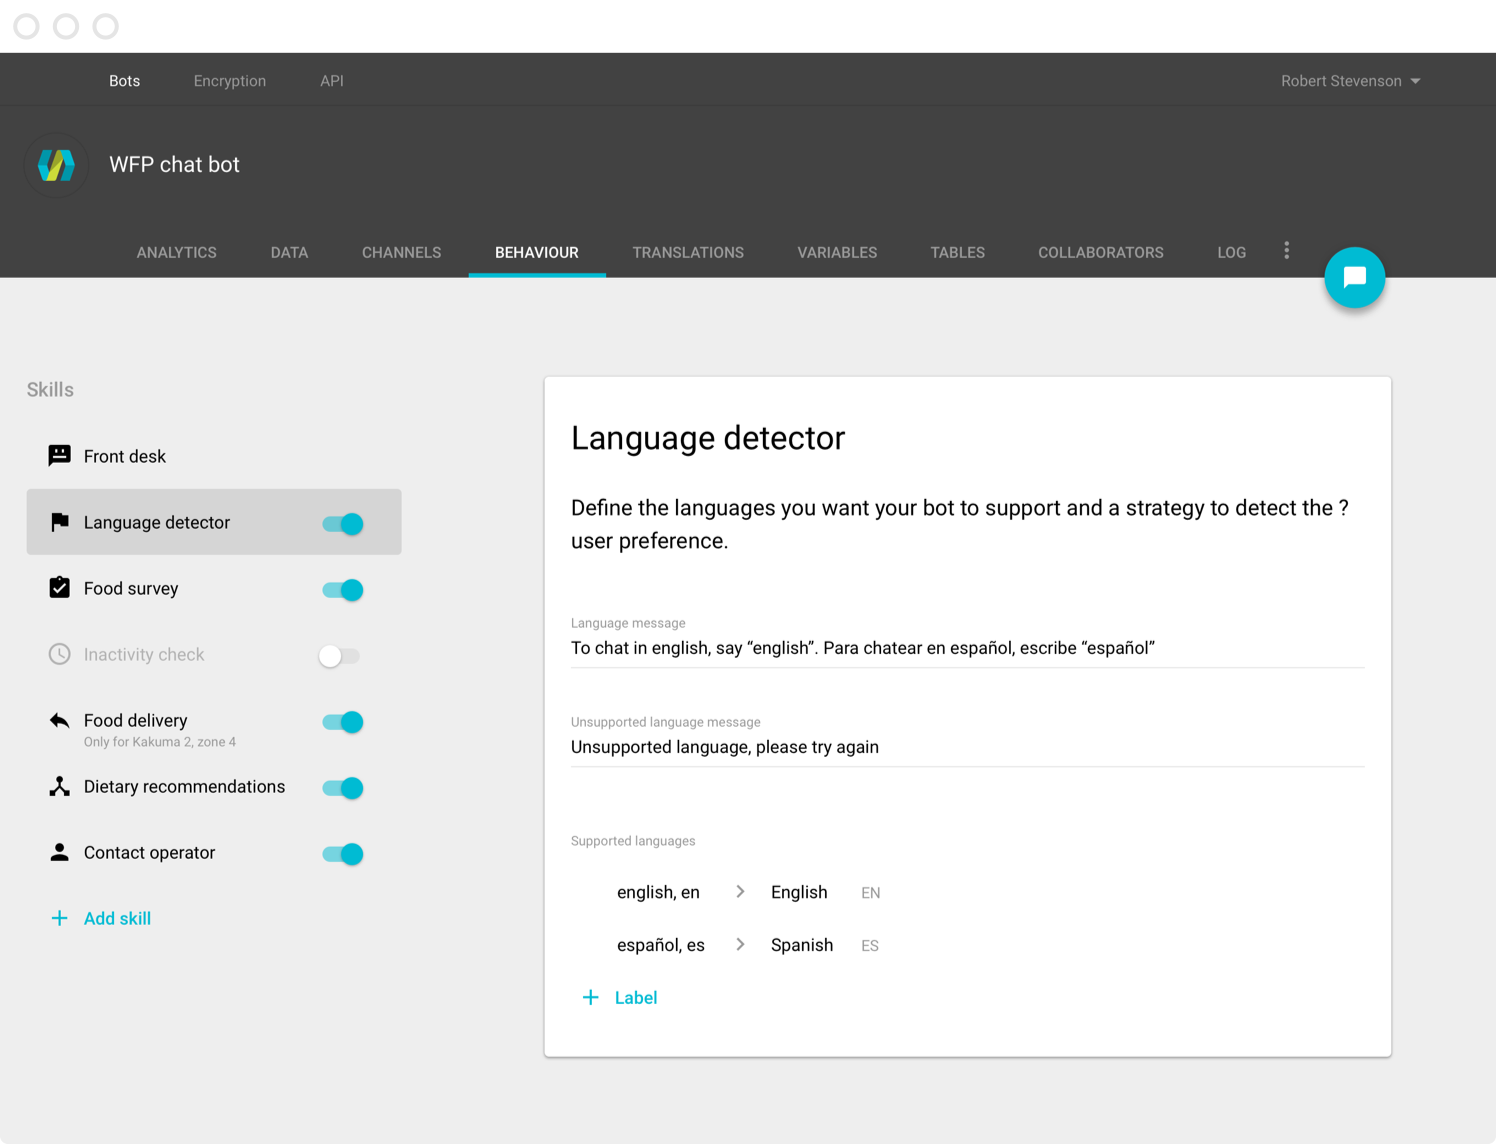 Bots Encryption API Robert Stevenson
WFP chat bot
ANALYTICS DATA CHANNELS BEHAVIOUR TRANSLATIONS VARIABLES TABLES COLLABORATORS LOG
Skills
Front desk
Language detector
Food survey
Inactivity check
Food delivery
Only for Kakuma 2, zone 4
Dietary recommendations
Contact operator
+ Add skill
Language detector
Define the languages you want your bot to support and a strategy to detect the ?
user preference.
Language message
To chat in english, say “english”. Para chatear en español, escribe “español”
Unsupported language message
Unsupported language, please try again
Supported languages
english, en > English EN
español, es > Spanish ES
+ Label